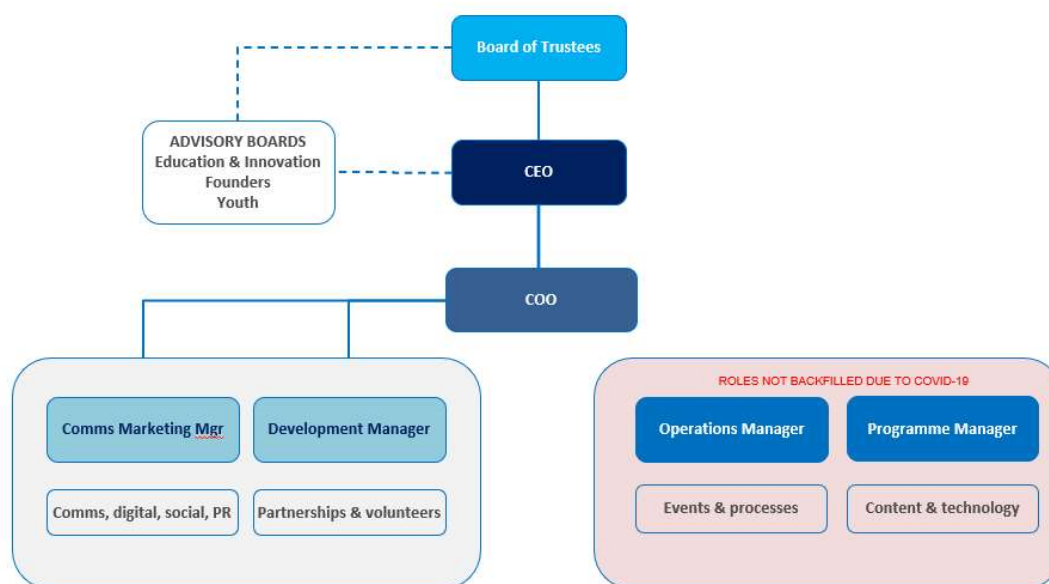 Board of Trustees
ADVISORY BOARDS
Education & Innovation
Founders
Youth
CEO
COO
ROLES NOT BACKFILLED DUE TO COVID-19
Comms Marketing Mgr
Development Manager
Operations Manager
Programme Manager
Comms, digital, social, PR
Partnerships & volunteers
Events & processes
Content & technology